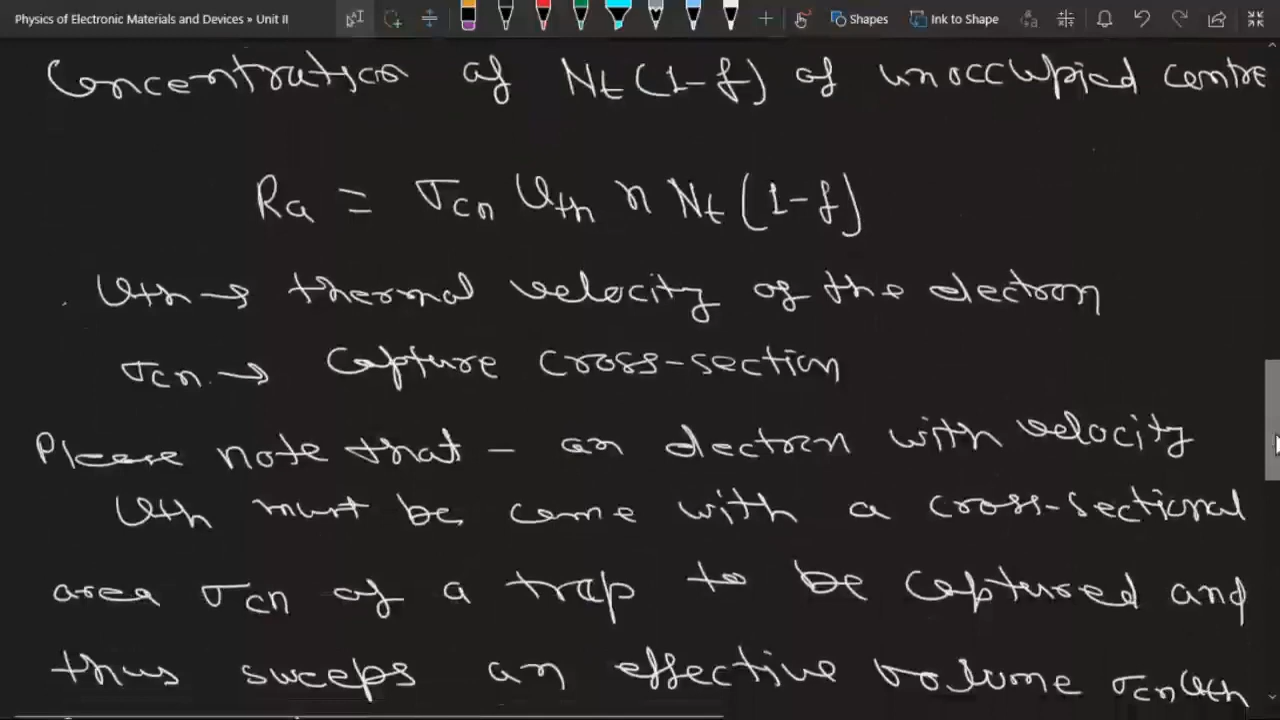 Physics of Electronic Materials and Devices » Unit II
Shapes
Ink to Shape
Concentration of Nt(1-f) of unoccupied centre
Ra = σcn υth n Nt (1-f)
υth → thermal velocity of the electron
σcn → Capture cross-section
Please note that - an electron with velocity
υth must be come with a cross-sectional
area σcn of a trap to be captured and
thus sweeps an effective volume σcn υth